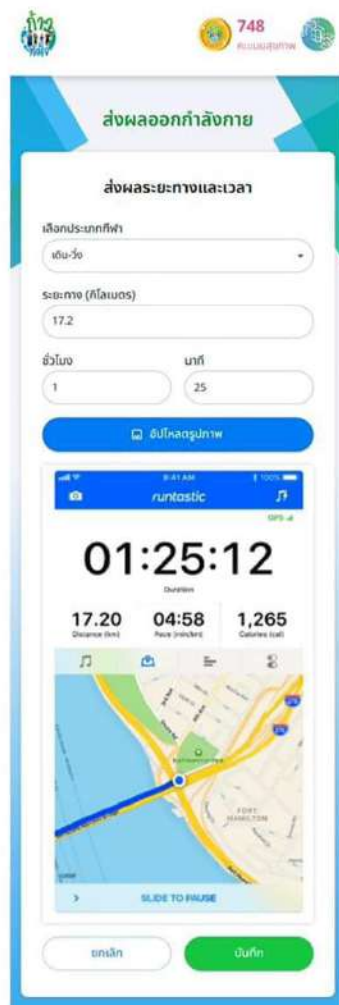 ก้าว
748
คะแนนสุขภาพ
ส่งผลออกกำลังกาย
ส่งผลระยะทางและเวลา
เลือกประเภทกีฬา
เดิน-วิ่ง
ระยะทาง (กิโลเมตร)
17.2
ชั่วโมง นาที
1 25
อัปโหลดรูปภาพ
9:41 AM 100%
runtastic
GPS
01:25:12
Duration
17.20 04:58 1,265
Distance (km) Pace (min/km) Calories (cal)
278
278
FORT
HAMILTON
SLIDE TO PAUSE
ยกเลิก บันทึก